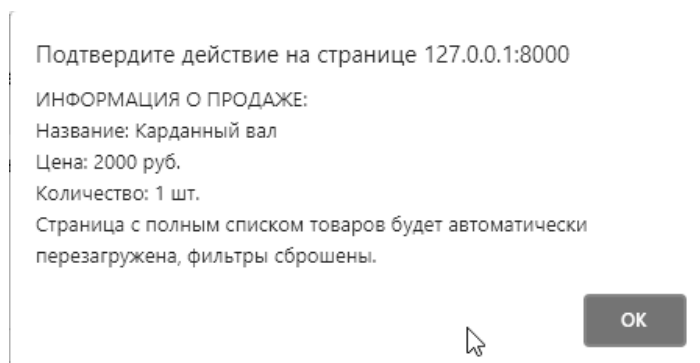 Подтвердите действие на странице 127.0.0.1:8000
ИНФОРМАЦИЯ О ПРОДАЖЕ:
Название: Карданный вал
Цена: 2000 руб.
Количество: 1 шт.
Страница с полным списком товаров будет автоматически
перезагружена, фильтры сброшены.
ОК